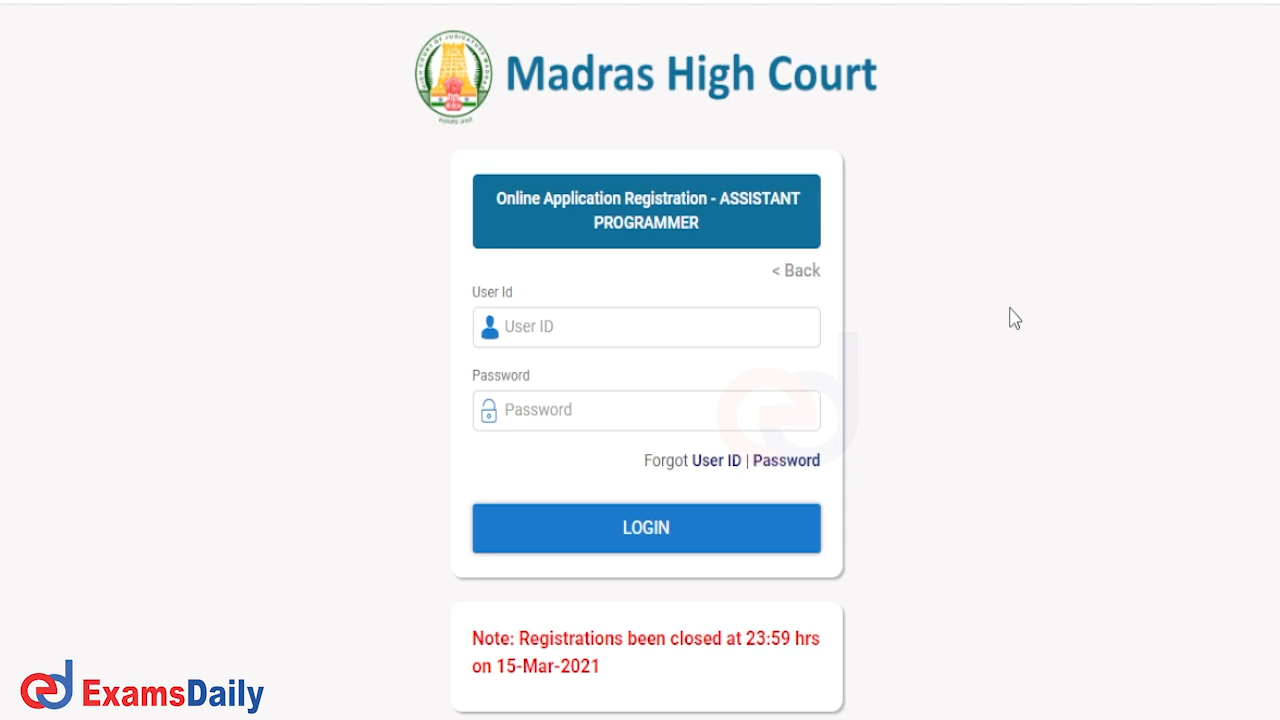 Madras High Court
Online Application Registration - ASSISTANT
PROGRAMMER
< Back
User Id
User ID
Password
Password
Forgot User ID | Password
LOGIN
Note: Registrations been closed at 23:59 hrs
on 15-Mar-2021
ed ExamsDaily